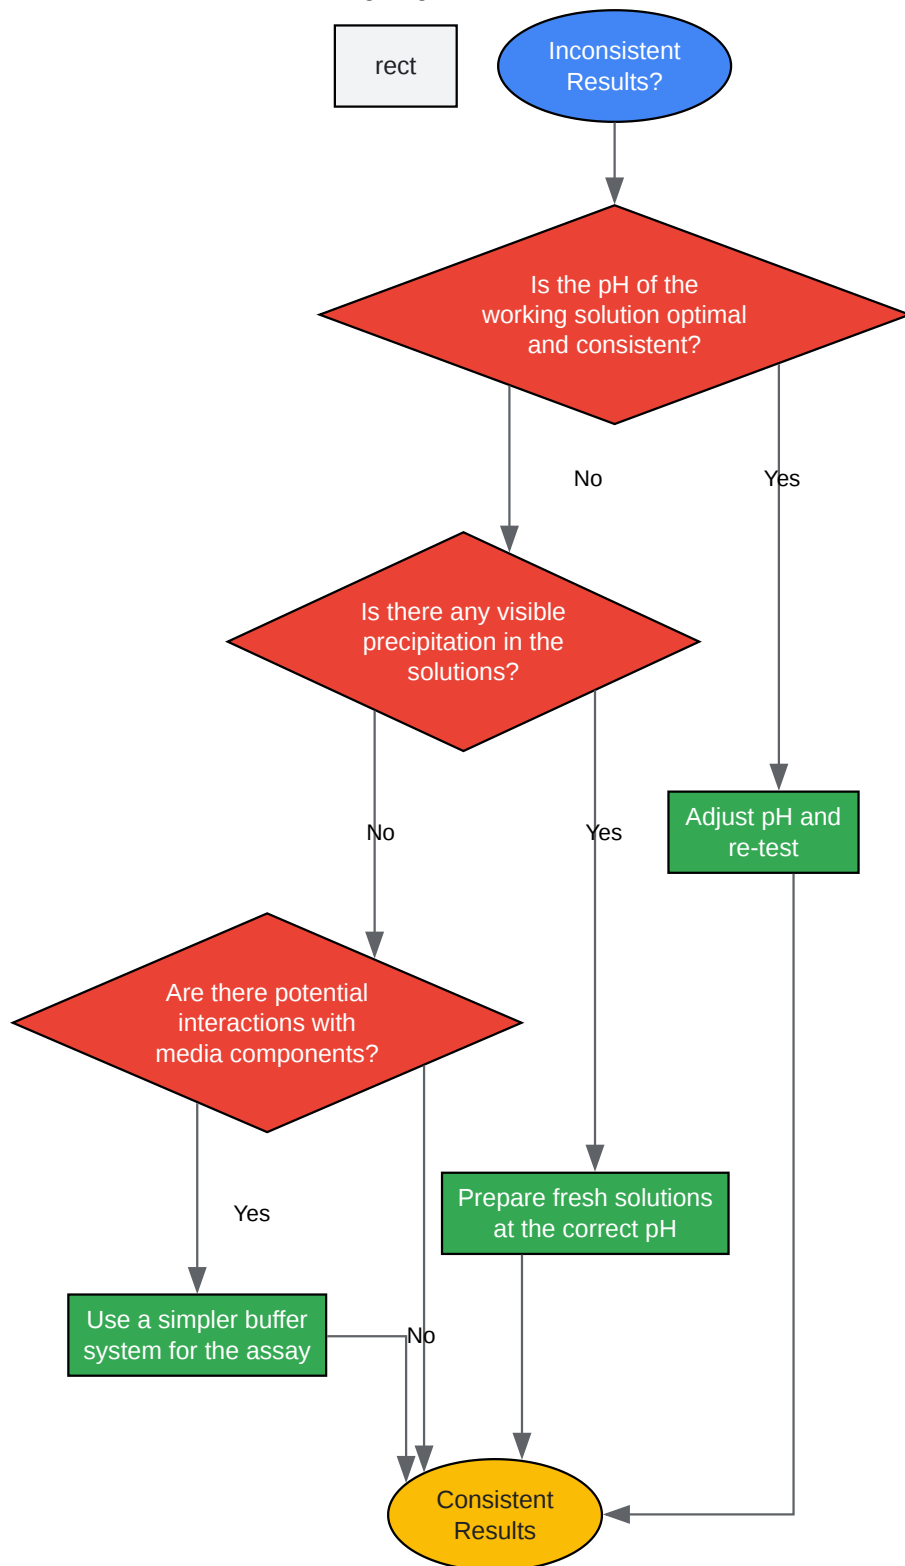 rect
Inconsistent
Results?
Is the pH of the
working solution optimal
and consistent?
No
Yes
Is there any visible
precipitation in the
solutions?
No
Yes
Adjust pH and
re-test
Are there potential
interactions with
media components?
Yes
Prepare fresh solutions
at the correct pH
Use a simpler buffer
system for the assay
No
Consistent
Results